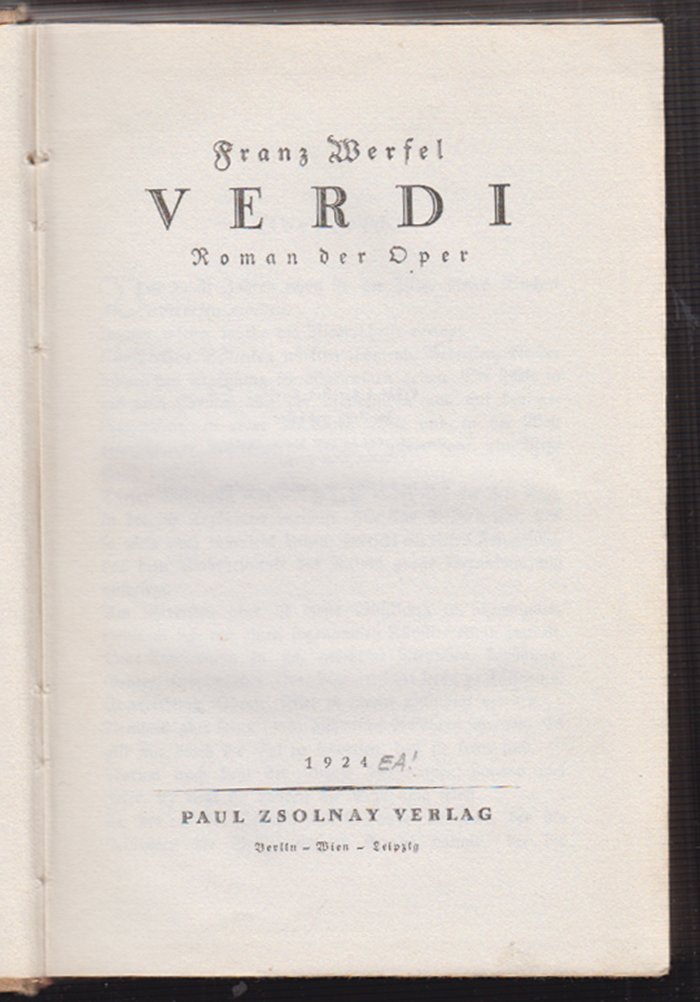 Franz Werfel
VERDI
Roman der Oper
1924 EA!
PAUL ZSOLNAY VERLAG
Berlin – Wien – Leipzig